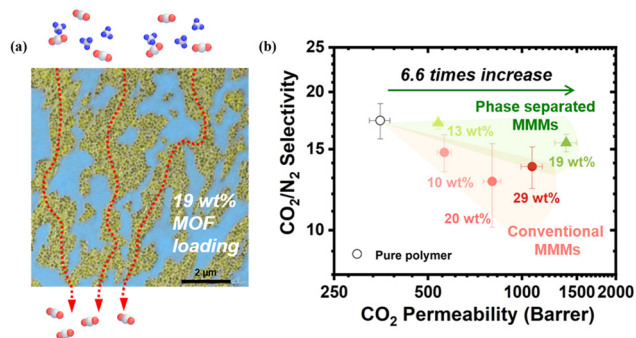 (a)
19 wt%
MOF
loading
2 μm
(b)
CO2/N2 Selectivity
25
20
15
10
6.6 times increase
Phase separated
MMMs
13 wt%
19 wt%
10 wt%
29 wt%
20 wt%
Conventional
MMMs
Pure polymer
250
500
1000
1500
2000
CO2 Permeability (Barrer)